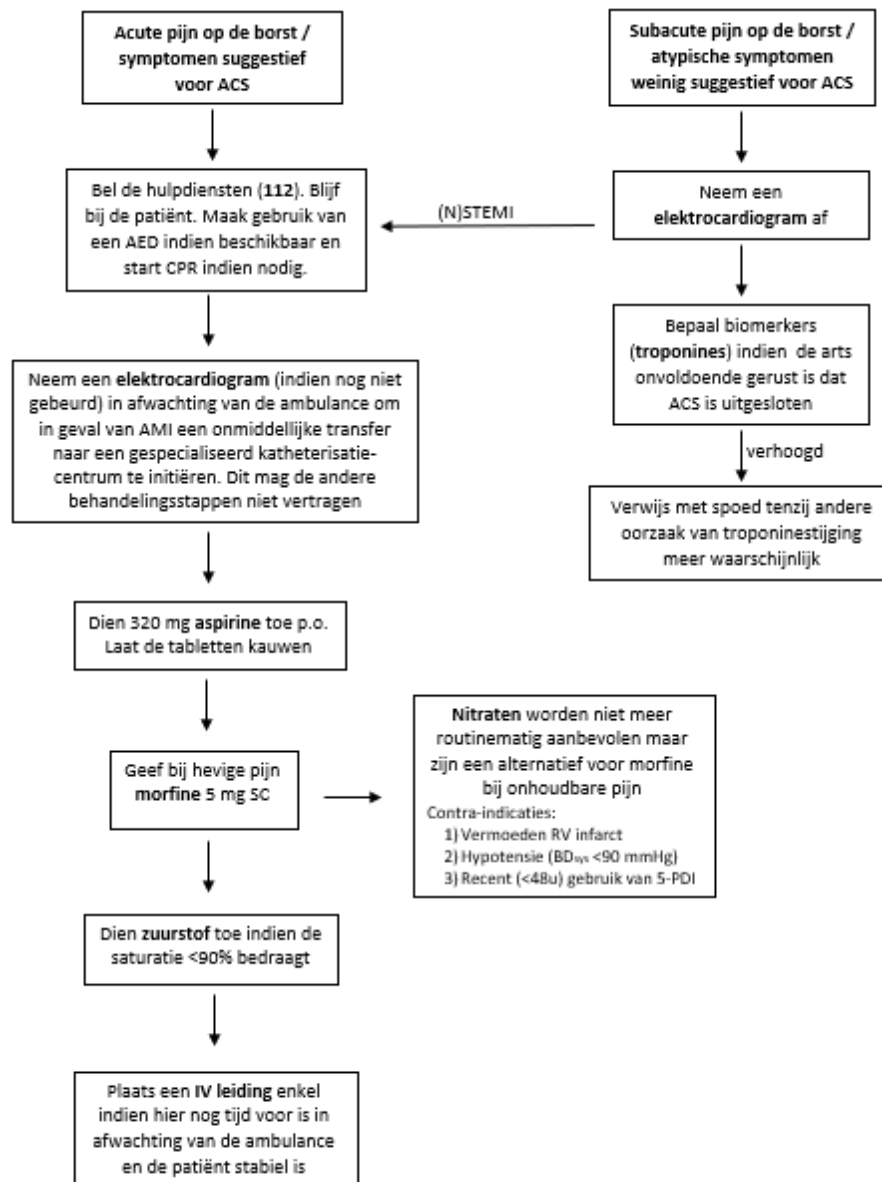 Acute pijn op de borst /
symptomen suggestief
voor ACS
Bel de hulpdiensten (112). Blijf
bij de patiënt. Maak gebruik van
een AED indien beschikbaar en
start CPR indien nodig.
Neem een elektrocardiogram (indien nog niet
gebeurd) in afwachting van de ambulance om
in geval van AMI een onmiddellijke transfer
naar een gespecialiseerd katheterisatie-
centrum te initiëren. Dit mag de andere
behandelingsstappen niet vertragen
Dien 320 mg aspirine toe p.o.
Laat de tabletten kauwen
Geef bij hevige pijn
morfine 5 mg SC
Nitraten worden niet meer
routinematig aanbevolen maar
zijn een alternatief voor morfine
bij onhoudbare pijn
Contra-indicaties:
1) Vermoeden RV infarct
2) Hypotensie (BDsys <90 mmHg)
3) Recent (<48u) gebruik van 5-PDI
Dien zuurstof toe indien de
saturatie <90% bedraagt
Plaats een IV leiding enkel
indien hier nog tijd voor is in
afwachting van de ambulance
en de patiënt stabiel is
Subacute pijn op de borst /
atypische symptomen
weinig suggestief voor ACS
Neem een
elektrocardiogram af
(N)STEMI
Bepaal biomerkers
(troponines) indien de arts
onvoldoende gerust is dat
ACS is uitgesloten
verhoogd
Verwijs met spoed tenzij andere
oorzaak van troponinestijging
meer waarschijnlijk